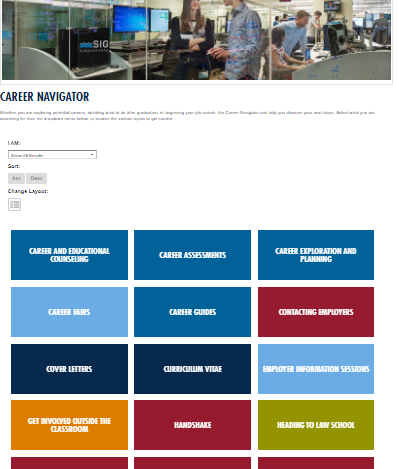 SIG
CAREER NAVIGATOR
Whether you are exploring potential careers, deciding what to do after graduation, or beginning your job search, the Career Navigator can help you discover your next steps. Select what you are
searching for from the dropdown menu below, or browse the various topics to get started.
I AM:
Show All Results
Sort:
Asc Desc
Change Layout:
CAREER AND EDUCATIONAL
COUNSELING
CAREER ASSESSMENTS
CAREER EXPLORATION AND
PLANNING
CAREER FAIRS
CAREER GUIDES
CONTACTING EMPLOYERS
COVER LETTERS
CURRICULUM VITAE
EMPLOYER INFORMATION SESSIONS
GET INVOLVED OUTSIDE THE
CLASSROOM
HANDSHAKE
HEADING TO LAW SCHOOL